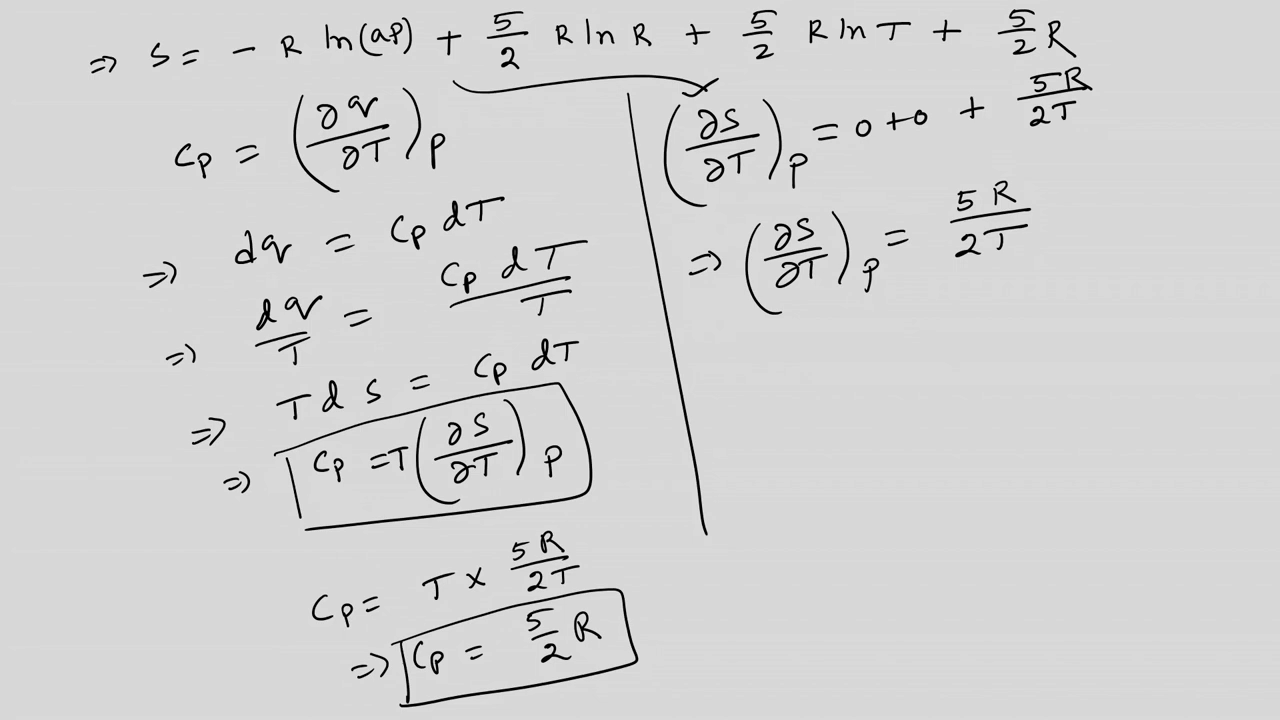 ⇒ S = - R ln(aP) + 5/2 R ln R + 5/2 R ln T + 5/2 R
Cp = (∂q/∂T)p
⇒ dq = Cp dT
⇒ dq/T = Cp dT/T
⇒ T d S = Cp dT
⇒ Cp = T(∂S/∂T)p
Cp = T × 5R/2T
⇒ Cp = 5/2 R
(∂S/∂T)p = 0 + 0 + 5R/2T
⇒ (∂S/∂T)p = 5R/2T